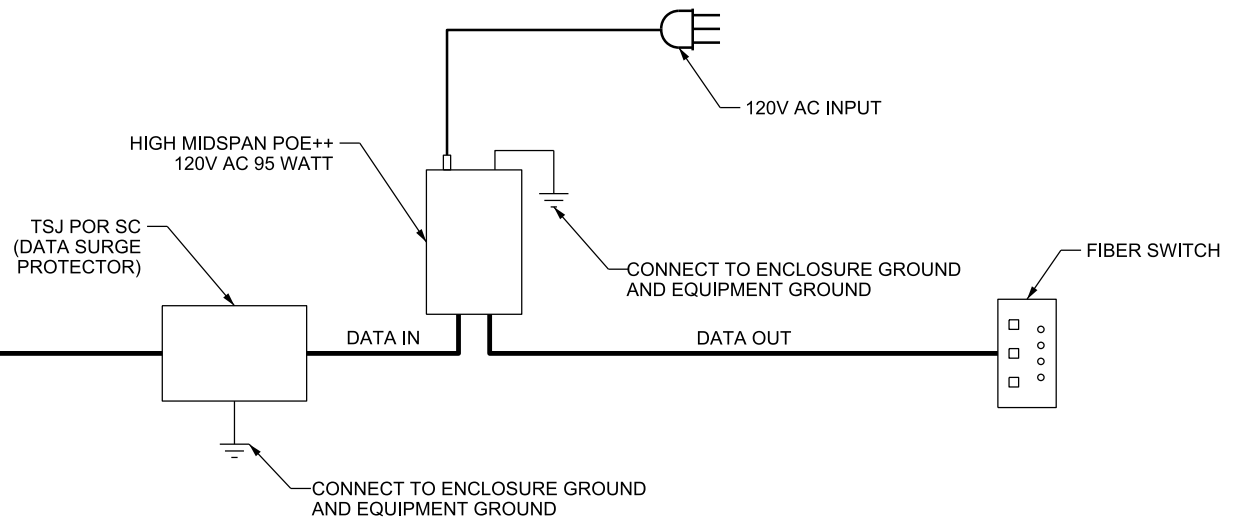 120V AC INPUT
HIGH MIDSPAN POE++
120V AC 95 WATT
TSJ POR SC
(DATA SURGE
PROTECTOR)
CONNECT TO ENCLOSURE GROUND
AND EQUIPMENT GROUND
FIBER SWITCH
DATA IN
DATA OUT
CONNECT TO ENCLOSURE GROUND
AND EQUIPMENT GROUND